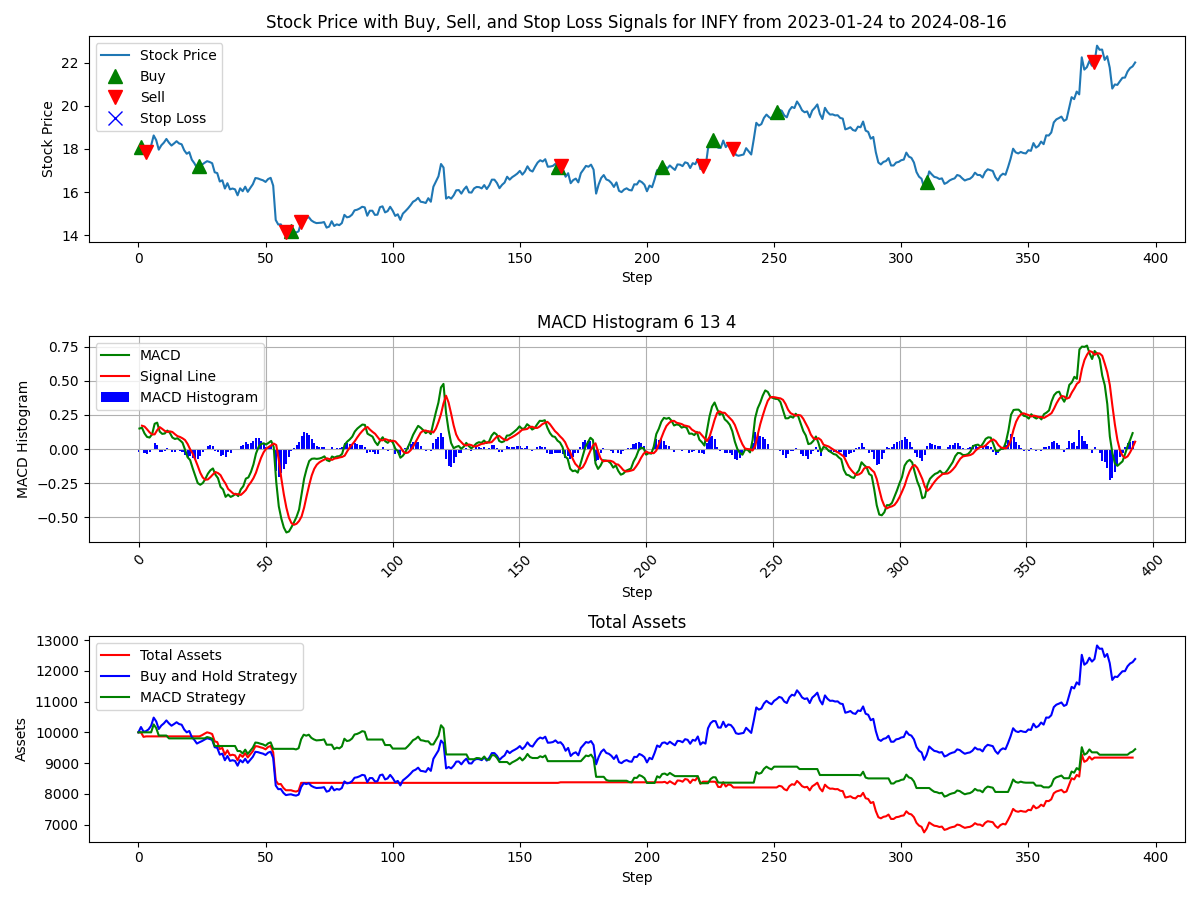 Stock Price with Buy, Sell, and Stop Loss Signals for INFY from 2023-01-24 to 2024-08-16
Stock Price
Buy
Sell
Stop Loss
Stock Price
22
20
18
16
14
0 50 100 150 200 250 300 350 400
Step
MACD Histogram 6 13 4
MACD
Signal Line
MACD Histogram
MACD Histogram
0.75
0.50
0.25
0.00
−0.25
−0.50
0 50 100 150 200 250 300 350 400
Step
Total Assets
Total Assets
Buy and Hold Strategy
MACD Strategy
Assets
13000
12000
11000
10000
9000
8000
7000
0 50 100 150 200 250 300 350 400
Step